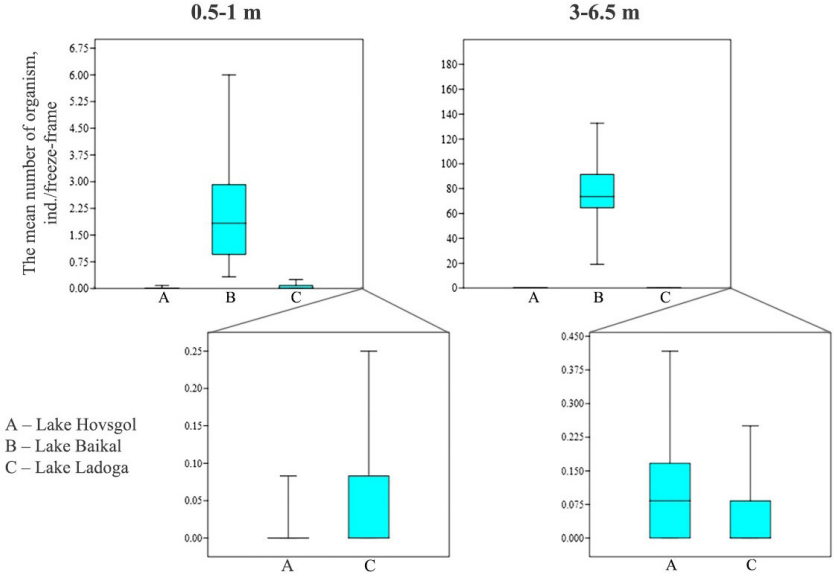 0.5-1 m
3-6.5 m
The mean number of organism,
ind./freeze-frame
6.75
6.00
5.25
4.50
3.75
3.00
2.25
1.50
0.75
0.00
A
B
C
180
160
140
120
100
80
60
40
20
0
A
B
C
0.25
0.20
0.15
0.10
0.05
0.00
A
C
0.450
0.375
0.300
0.225
0.150
0.075
0.000
A
C
A – Lake Hovsgol
B – Lake Baikal
C – Lake Ladoga